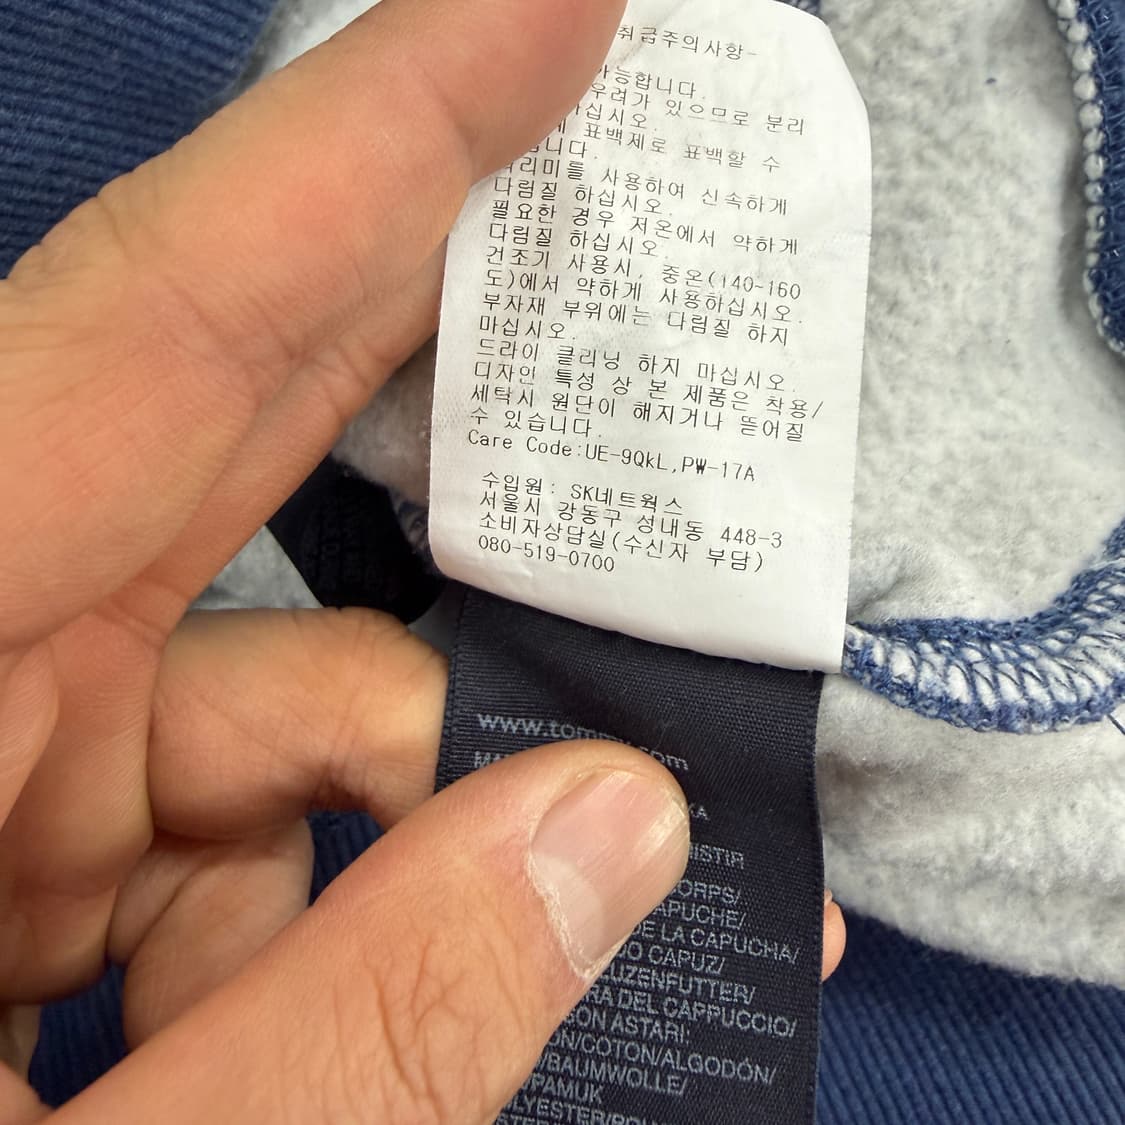 취급주의사항-
가능합니다.
우려가 있으므로 분리
마십시오.
표백제로 표백할 수
다리미를 사용하여 신속하게
다림질 하십시오.
필요한 경우 저온에서 약하게
다림질 하십시오.
건조기 사용시, 중온(140-160
도)에서 약하게 사용하십시오.
부자재 부위에는 다림질 하지
마십시오.
드라이 클리닝 하지 마십시오.
디자인 특성 상 본 제품은 착용/
세탁시 원단이 해지거나 뜯어질
수 있습니다.
Care Code:UE-9QkL,PW-17A
수입원: SK네트웍스
서울시 강동구 성내동 448-3
소비자상담실(수신자 부담)
080-519-0700
DE LA CAPUCHA/
CAPUZ/
DEL CAPPUCCIO/
ASTARI:
/COTON/ALGODÓN/
/BAUMWOLLE/
PAMUK